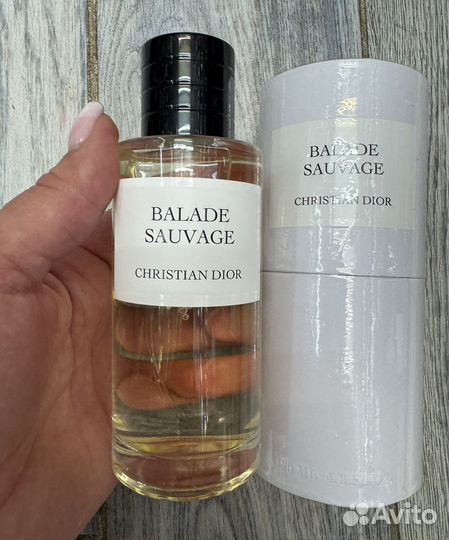 BALADE
SAUVAGE
CHRISTIAN DIOR
BALADE
SAUVAGE
CHRISTIAN DIOR
Avito